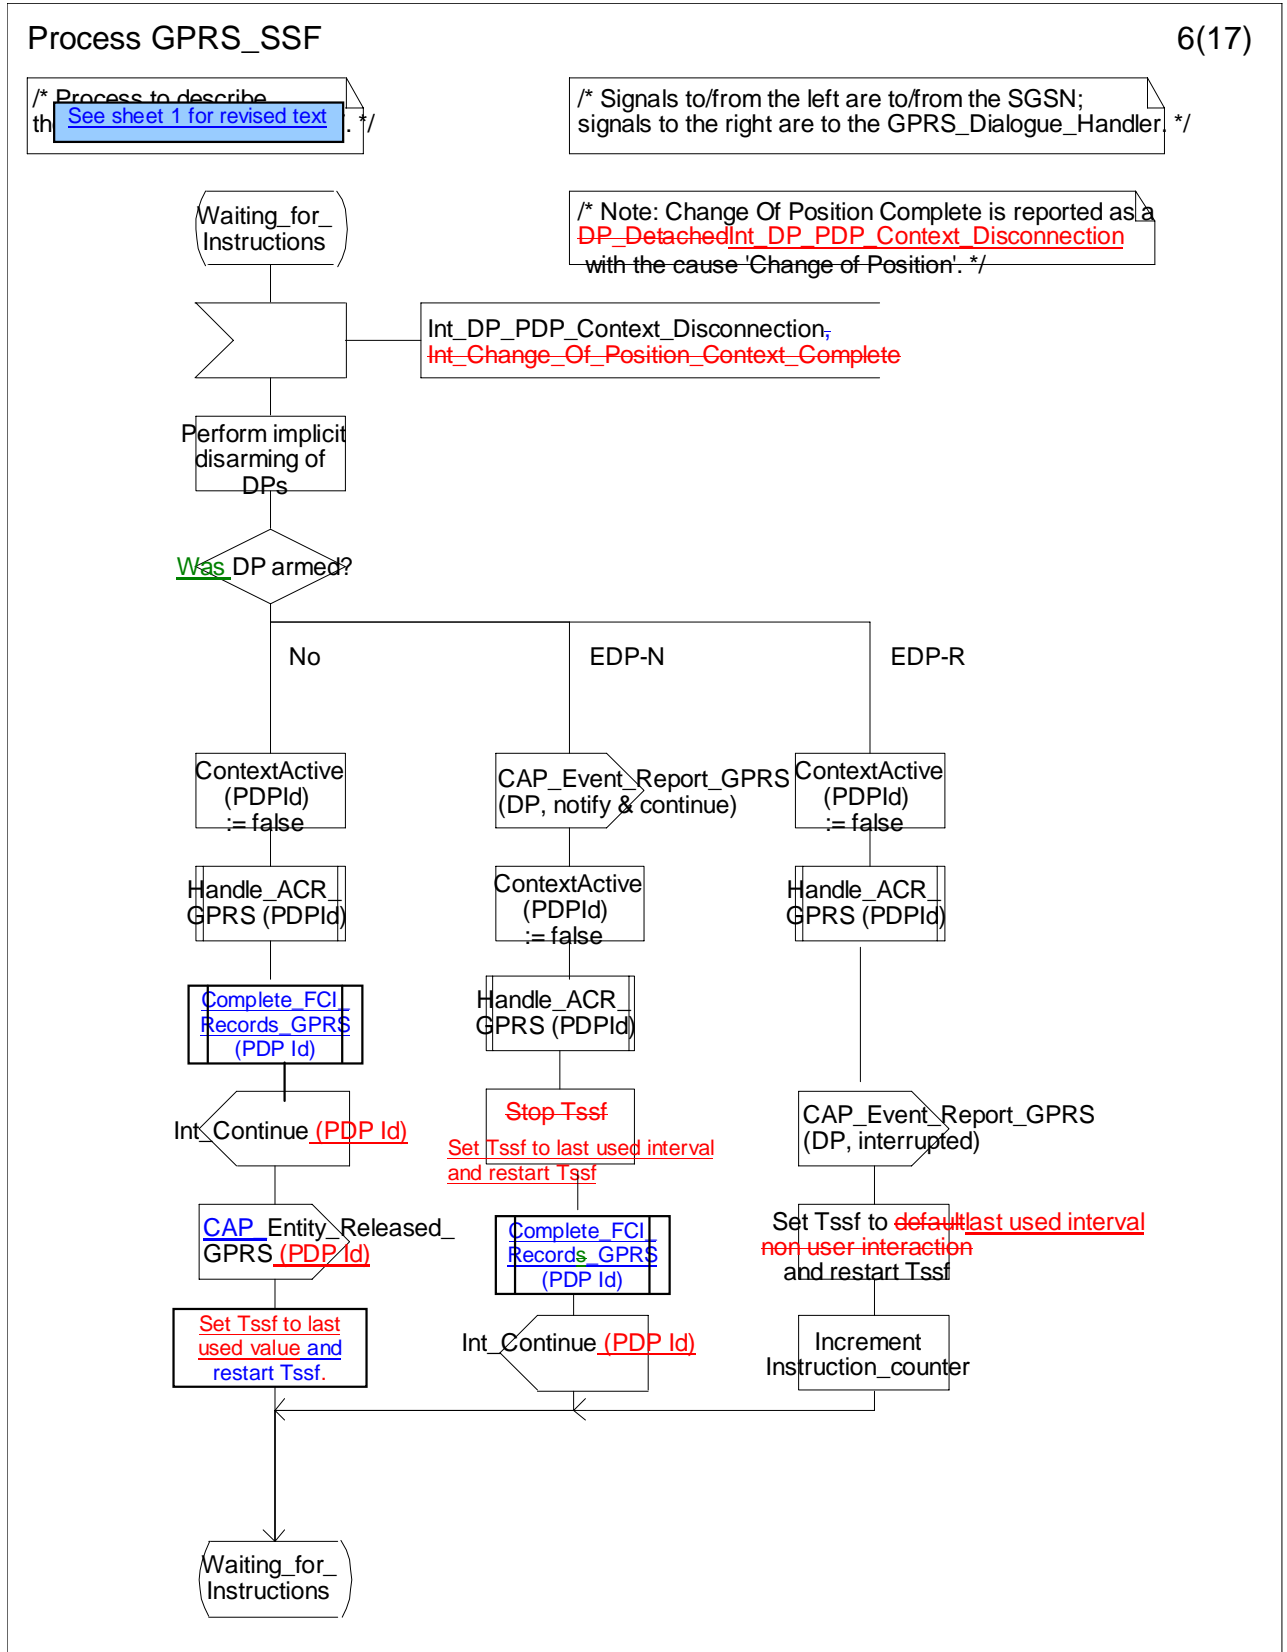 Process GPRS_SSF
6(17)
/* Process to describe
th
See sheet 1 for revised text
'. */
/* Signals to/from the left are to/from the SGSN;
signals to the right are to the GPRS_Dialogue_Handler. */
Waiting_for_
Instructions
/* Note: Change Of Position Complete is reported as a
DP_DetachedInt_DP_PDP_Context_Disconnection
with the cause 'Change of Position'. */
Int_DP_PDP_Context_Disconnection,
Int_Change_Of_Position_Context_Complete
Perform implicit
disarming of
DPs
Was DP armed?
No
EDP-N
EDP-R
ContextActive
(PDPId)
:= false
Handle_ACR_
GPRS (PDPId)
Complete_FCI_
Records_GPRS
(PDP Id)
Int_Continue (PDP Id)
CAP_Entity_Released_
GPRS (PDP Id)
Set Tssf to last
used value and
restart Tssf.
CAP_Event_Report_GPRS
(DP, notify & continue)
ContextActive
(PDPId)
:= false
Handle_ACR_
GPRS (PDPId)
Stop Tssf
Set Tssf to last used interval
and restart Tssf
Complete_FCI_
Records_GPRS
(PDP Id)
Int_Continue (PDP Id)
ContextActive
(PDPId)
:= false
Handle_ACR_
GPRS (PDPId)
CAP_Event_Report_GPRS
(DP, interrupted)
Set Tssf to defaultlast used interval
non user interaction
and restart Tssf
Increment
Instruction_counter
Waiting_for_
Instructions